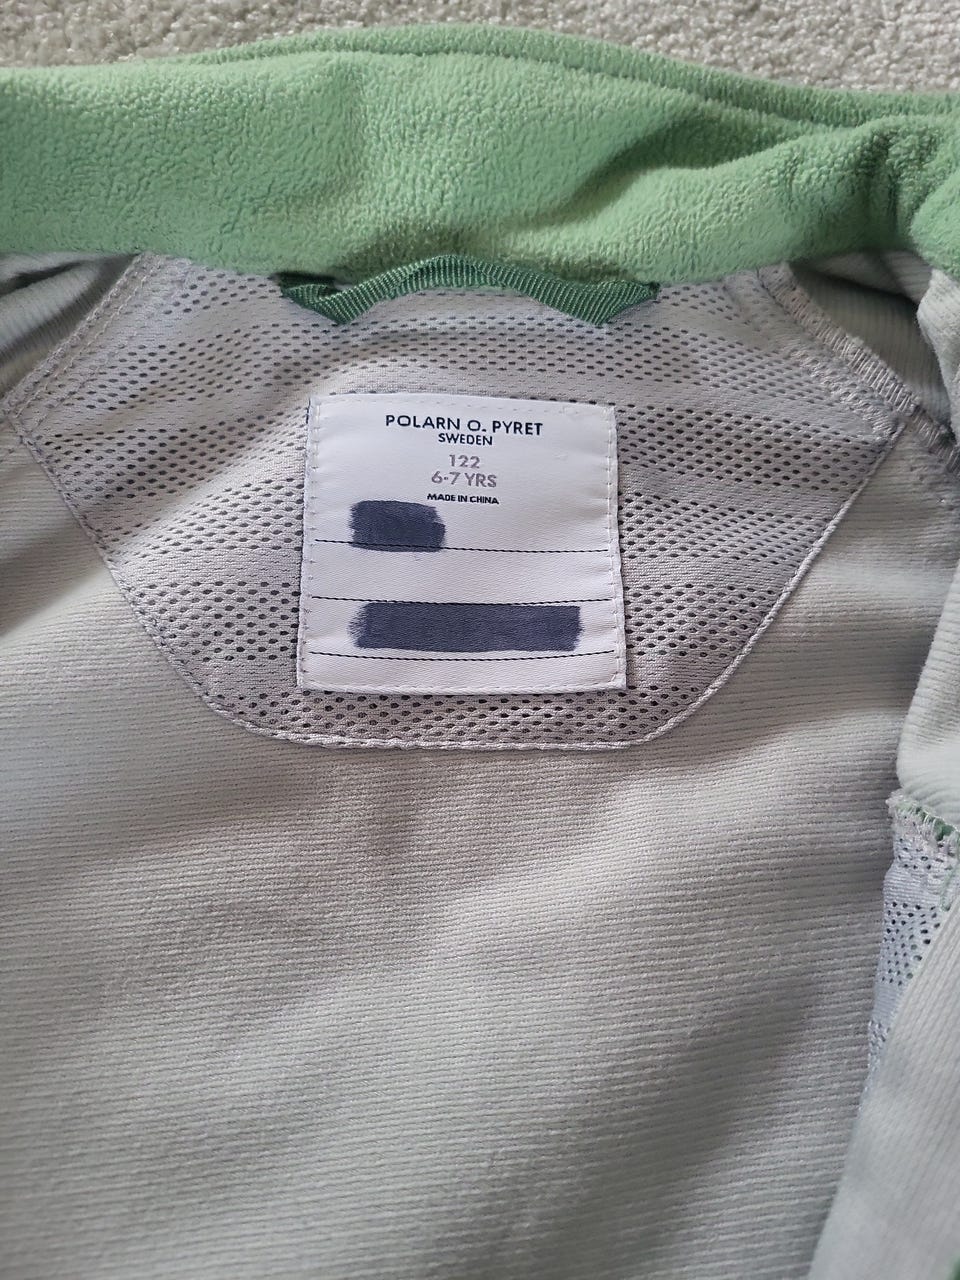 POLARN O. PYRET
SWEDEN
122
6-7 YRS
MADE IN CHINA